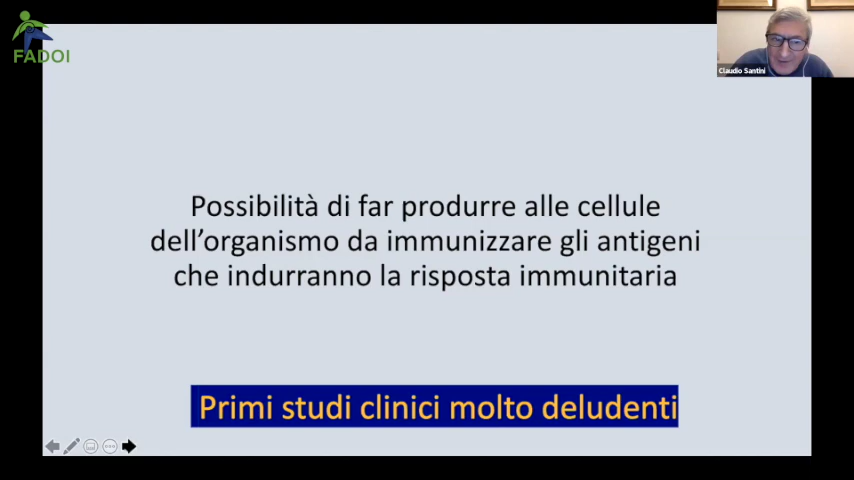 FADOI
Claudio Santini
Possibilità di far produrre alle cellule
dell’organismo da immunizzare gli antigeni
che indurranno la risposta immunitaria
Primi studi clinici molto deludenti